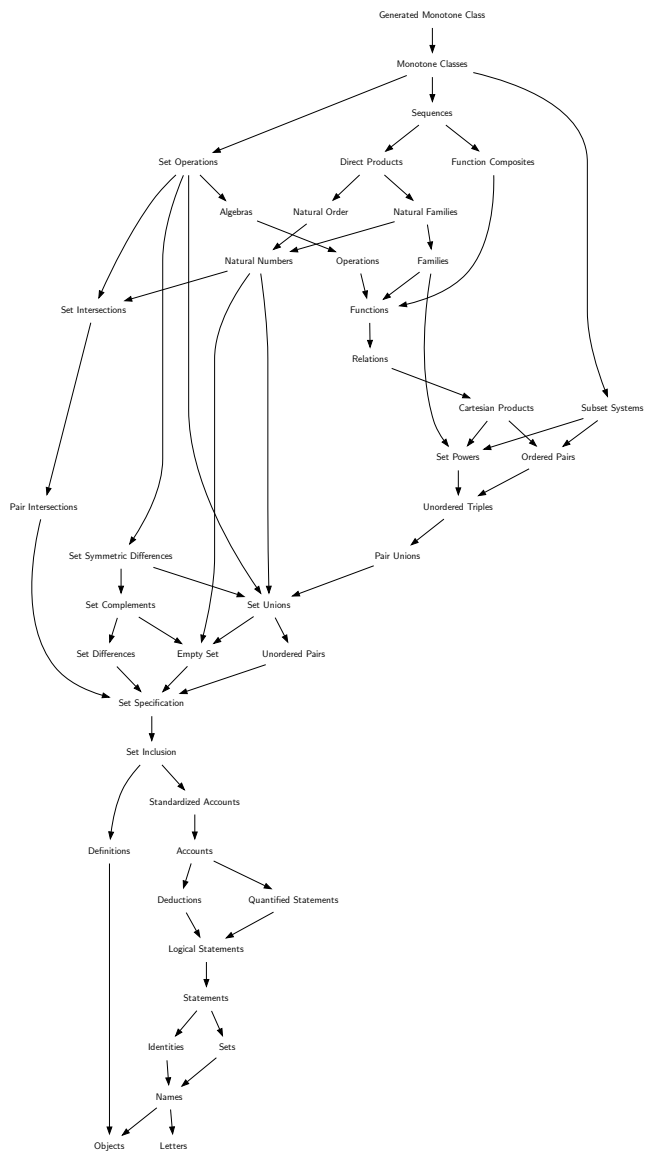 Generated Monotone Class
Monotone Classes
Sequences
Set Operations
Direct Products
Function Composites
Algebras
Natural Order
Natural Families
Natural Numbers
Operations
Families
Set Intersections
Functions
Relations
Cartesian Products
Subset Systems
Set Powers
Ordered Pairs
Pair Intersections
Unordered Triples
Set Symmetric Differences
Pair Unions
Set Complements
Set Unions
Set Differences
Empty Set
Unordered Pairs
Set Specification
Set Inclusion
Standardized Accounts
Definitions
Accounts
Deductions
Quantified Statements
Logical Statements
Statements
Identities
Sets
Names
Objects
Letters